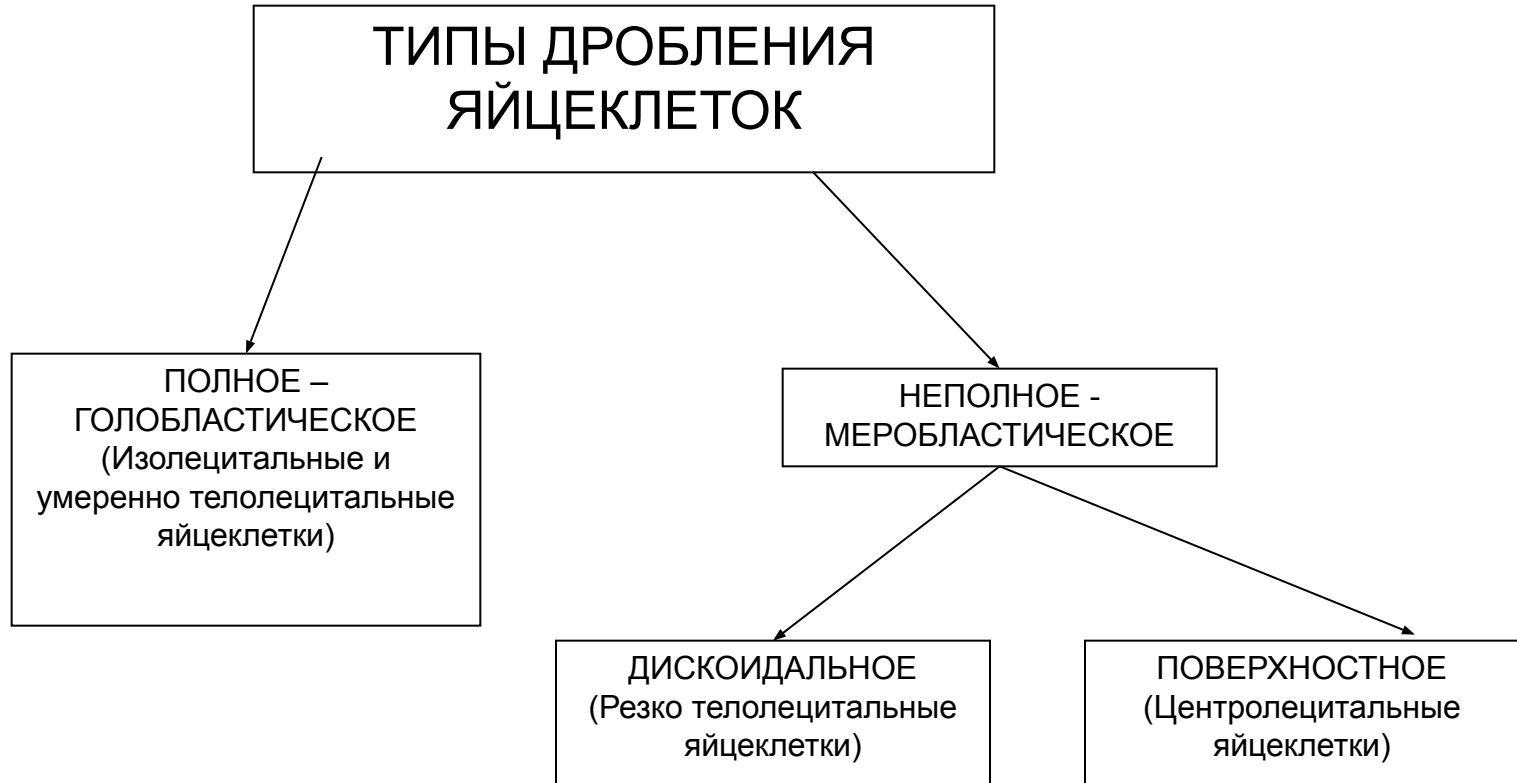 ТИПЫ ДРОБЛЕНИЯ
ЯЙЦЕКЛЕТОК
ПОЛНОЕ –
ГОЛОБЛАСТИЧЕСКОЕ
(Изолецитальные и
умеренно телолецитальные
яйцеклетки)
НЕПОЛНОЕ -
МЕРОБЛАСТИЧЕСКОЕ
ДИСКОИДАЛЬНОЕ
(Резко телолецитальные
яйцеклетки)
ПОВЕРХНОСТНОЕ
(Центролецитальные
яйцеклетки)